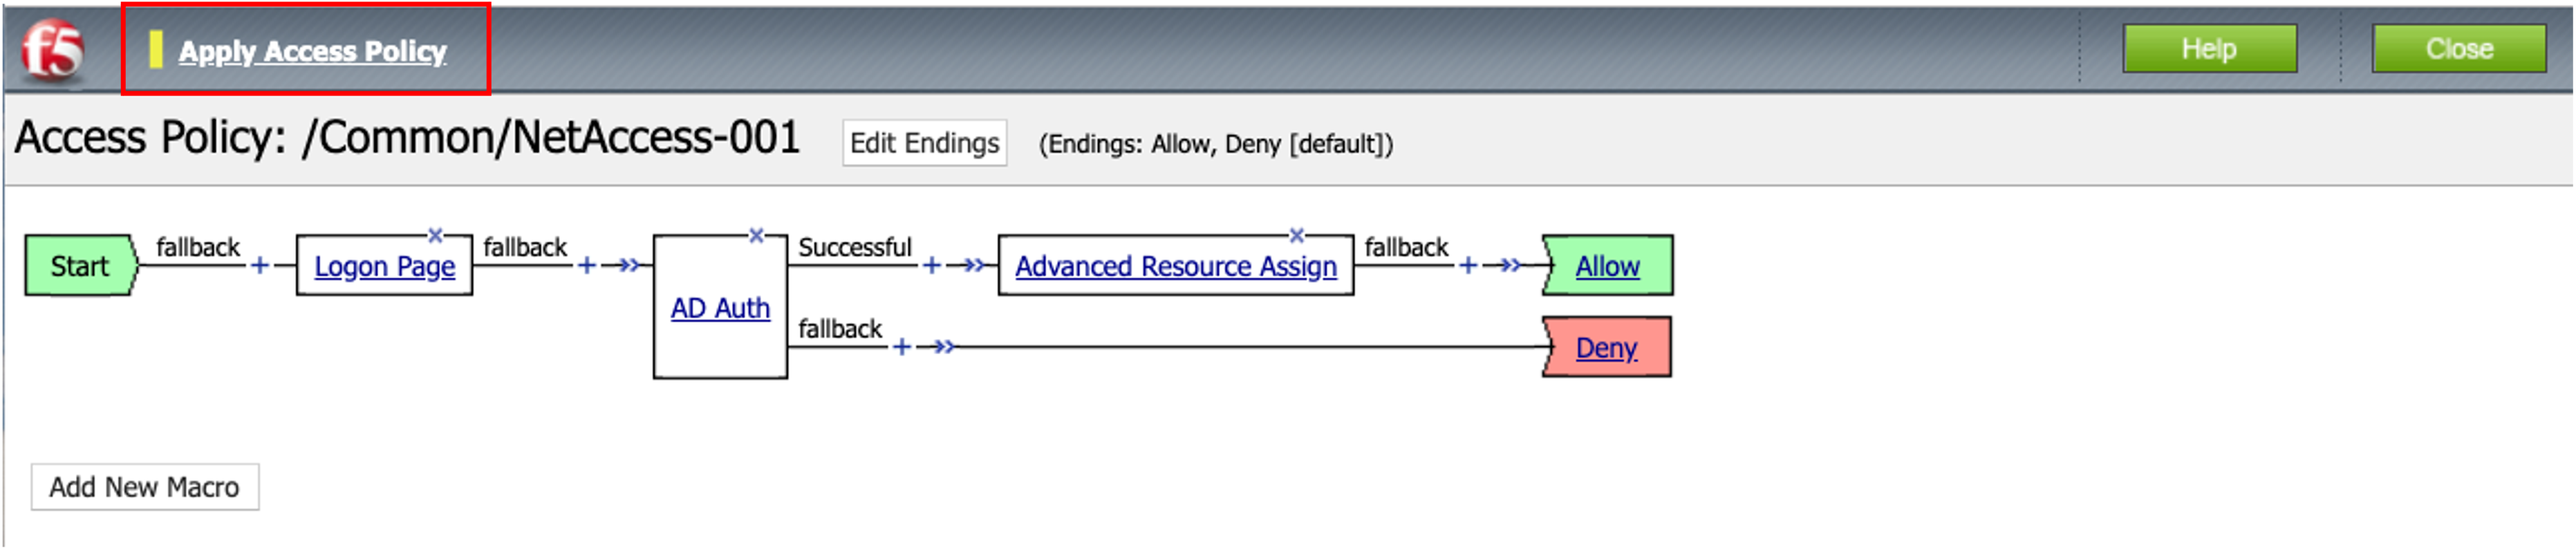 f5 Apply Access Policy Help Close
Access Policy: /Common/NetAccess-001 Edit Endings (Endings: Allow, Deny [default])
Start fallback + Logon Page fallback + AD Auth Successful + Advanced Resource Assign fallback + Allow
fallback + Deny
Add New Macro